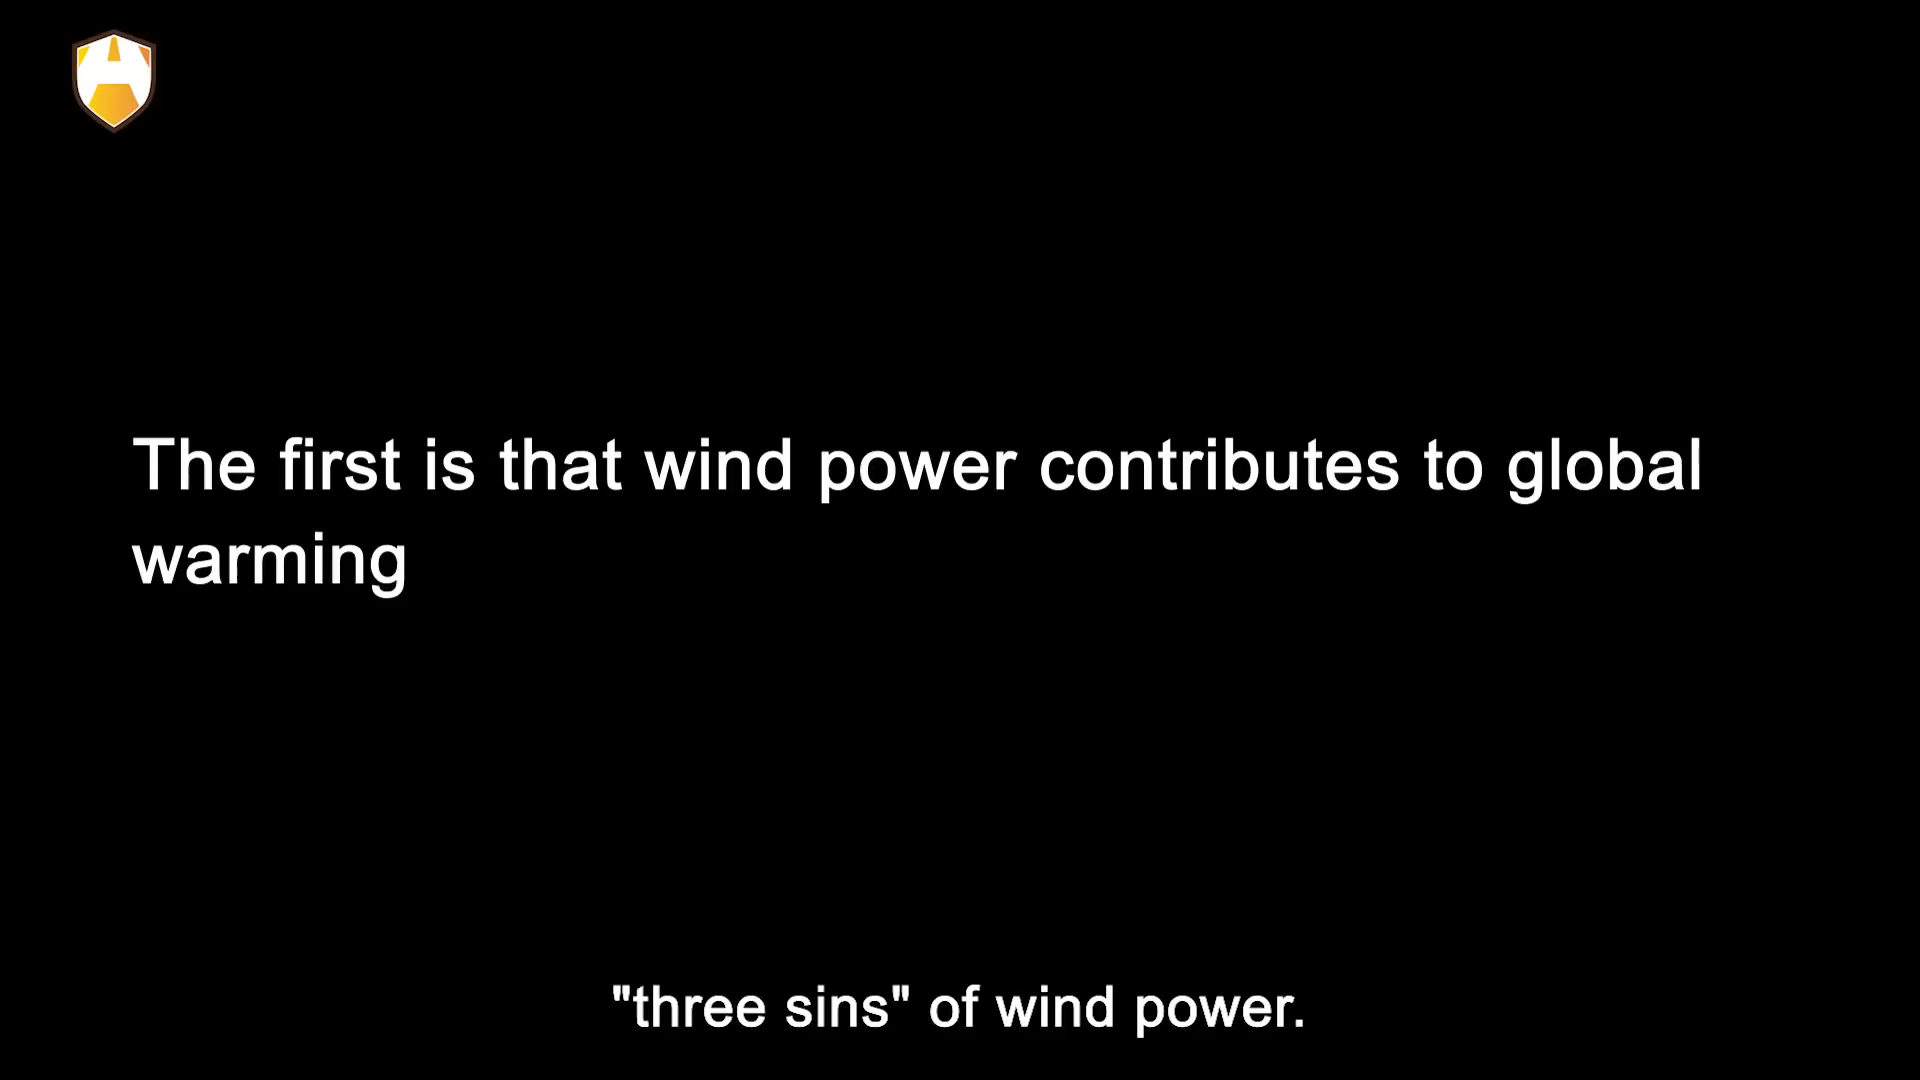 The first is that wind power contributes to global
warming
"three sins" of wind power.